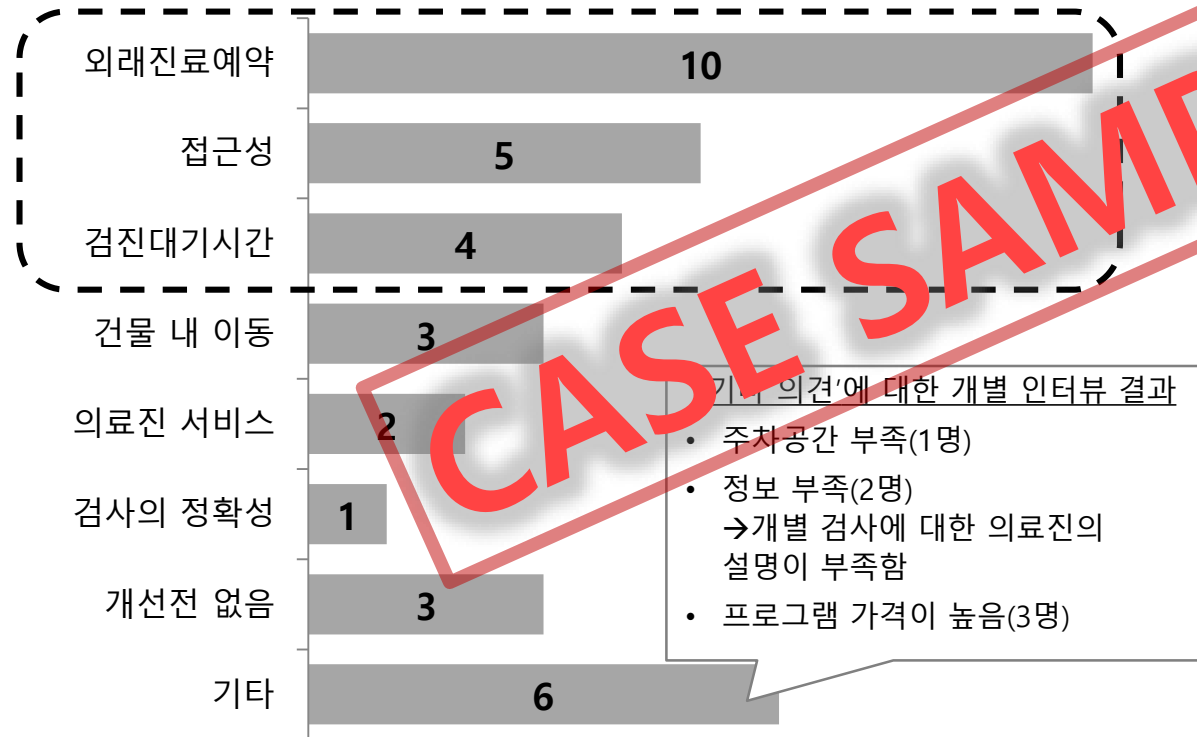 외래진료예약
10
접근성
5
검진대기시간
4
건물 내 이동
3
의료진 서비스
2
검사의 정확성
1
개선전 없음
3
기타
6
의견’에 대한 개별 인터뷰 결과
• 주차공간 부족(1명)
• 정보 부족(2명)
→개별 검사에 대한 의료진의
설명이 부족함
• 프로그램 가격이 높음(3명)
CASE SAM